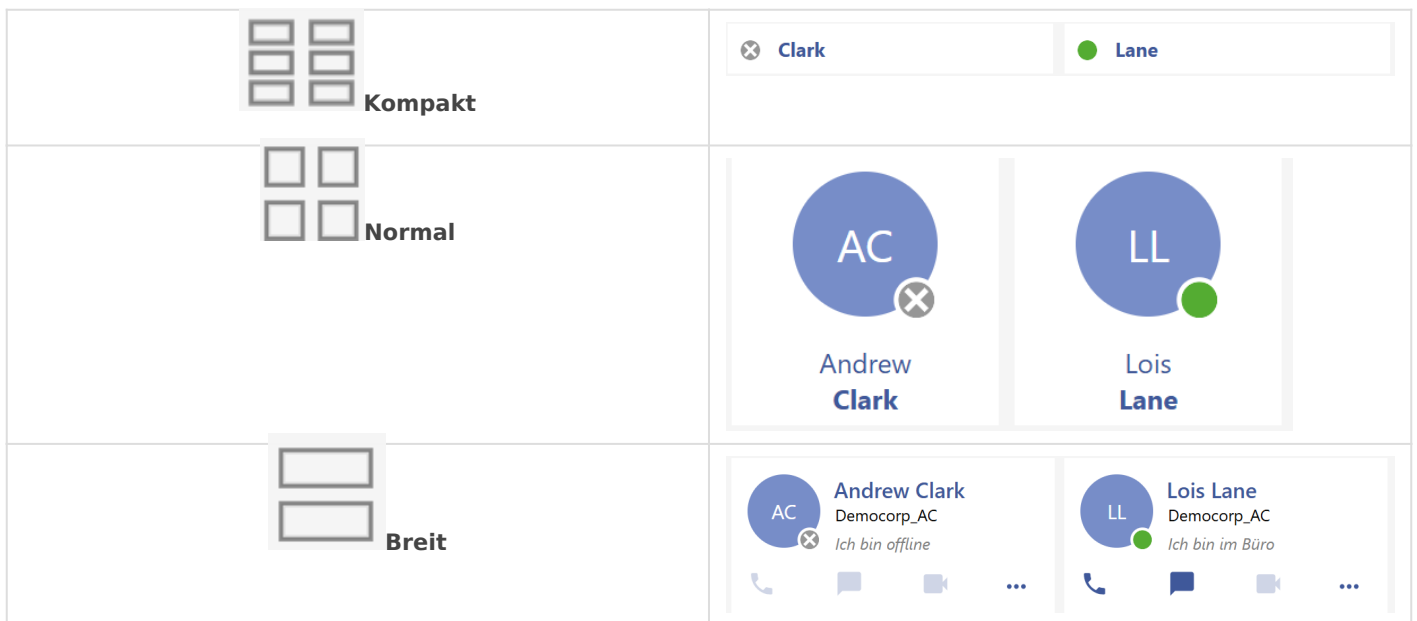 Kompakt
Clark
Lane
Normal
AC
LL
Andrew
Clark
Lois
Lane
Breit
AC
Andrew Clark
Democorp_AC
Ich bin offline
LL
Lois Lane
Democorp_AC
Ich bin im Büro